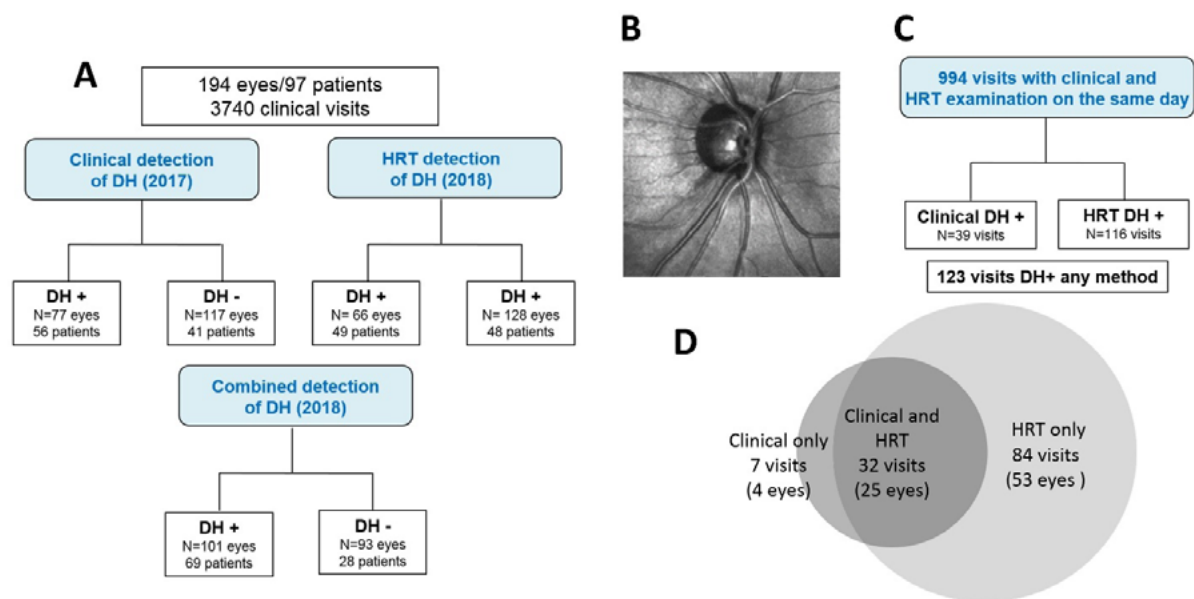 A
194 eyes/97 patients
3740 clinical visits
Clinical detection
of DH (2017)
HRT detection
of DH (2018)
DH +
N=77 eyes
56 patients
DH -
N=117 eyes
41 patients
DH +
N= 66 eyes
49 patients
DH +
N= 128 eyes
48 patients
Combined detection
of DH (2018)
DH +
N=101 eyes
69 patients
DH -
N=93 eyes
28 patients
B
C
994 visits with clinical and
HRT examination on the same day
Clinical DH +
N=39 visits
HRT DH +
N=116 visits
123 visits DH+ any method
D
Clinical only
7 visits
(4 eyes)
Clinical and
HRT
32 visits
(25 eyes)
HRT only
84 visits
(53 eyes )